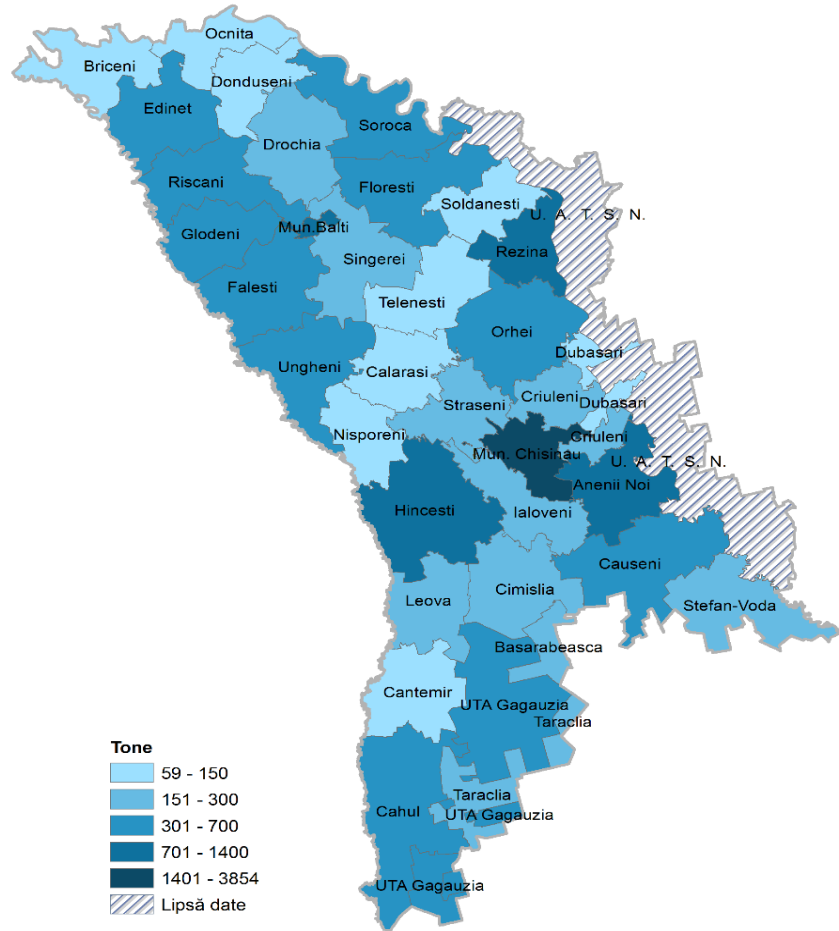 Ocnita
Briceni
Donduseni
Edinet
Soroca
Drochia
Riscani
Floresti
Soldanesti
U. A. T. S. N.
Glodeni
Mun.Balti
Rezina
Singerei
Falesti
Telenesti
Orhei
Dubasari
Ungheni
Calarasi
Criuleni
Dubasari
Straseni
Nisporeni
Criuleni
Mun. Chisinau
U. A. T. S. N.
Anenii Noi
Hincesti
Ialoveni
Causeni
Cimislia
Leova
Stefan-Voda
Basarabeasca
Cantemir
UTA Gagauzia
Taraclia
Tone
59 - 150
151 - 300
301 - 700
701 - 1400
1401 - 3854
Lipsă date
Taraclia
Cahul
UTA Gagauzia
UTA Gagauzia